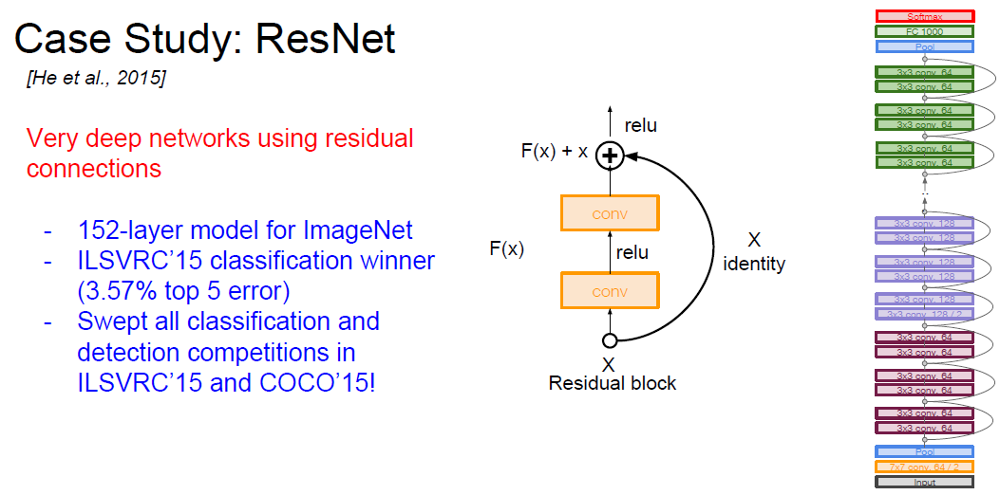 Case Study: ResNet
[He et al., 2015]
Very deep networks using residual
connections
- 152-layer model for ImageNet
- ILSVRC’15 classification winner
(3.57% top 5 error)
- Swept all classification and
detection competitions in
ILSVRC’15 and COCO’15!
relu
F(x) + x
conv
F(x)
relu
X
identity
conv
X
Residual block
Softmax
FC 1000
Pool
3x3 conv, 64
3x3 conv, 64
3x3 conv, 64
3x3 conv, 64
3x3 conv, 64
3x3 conv, 64
..
3x3 conv, 128
3x3 conv, 128
3x3 conv, 128
3x3 conv, 128
3x3 conv, 128
3x3 conv, 128 / 2
3x3 conv, 64
3x3 conv, 64
3x3 conv, 64
3x3 conv, 64
3x3 conv, 64
3x3 conv, 64
Pool
7x7 conv, 64 / 2
Input